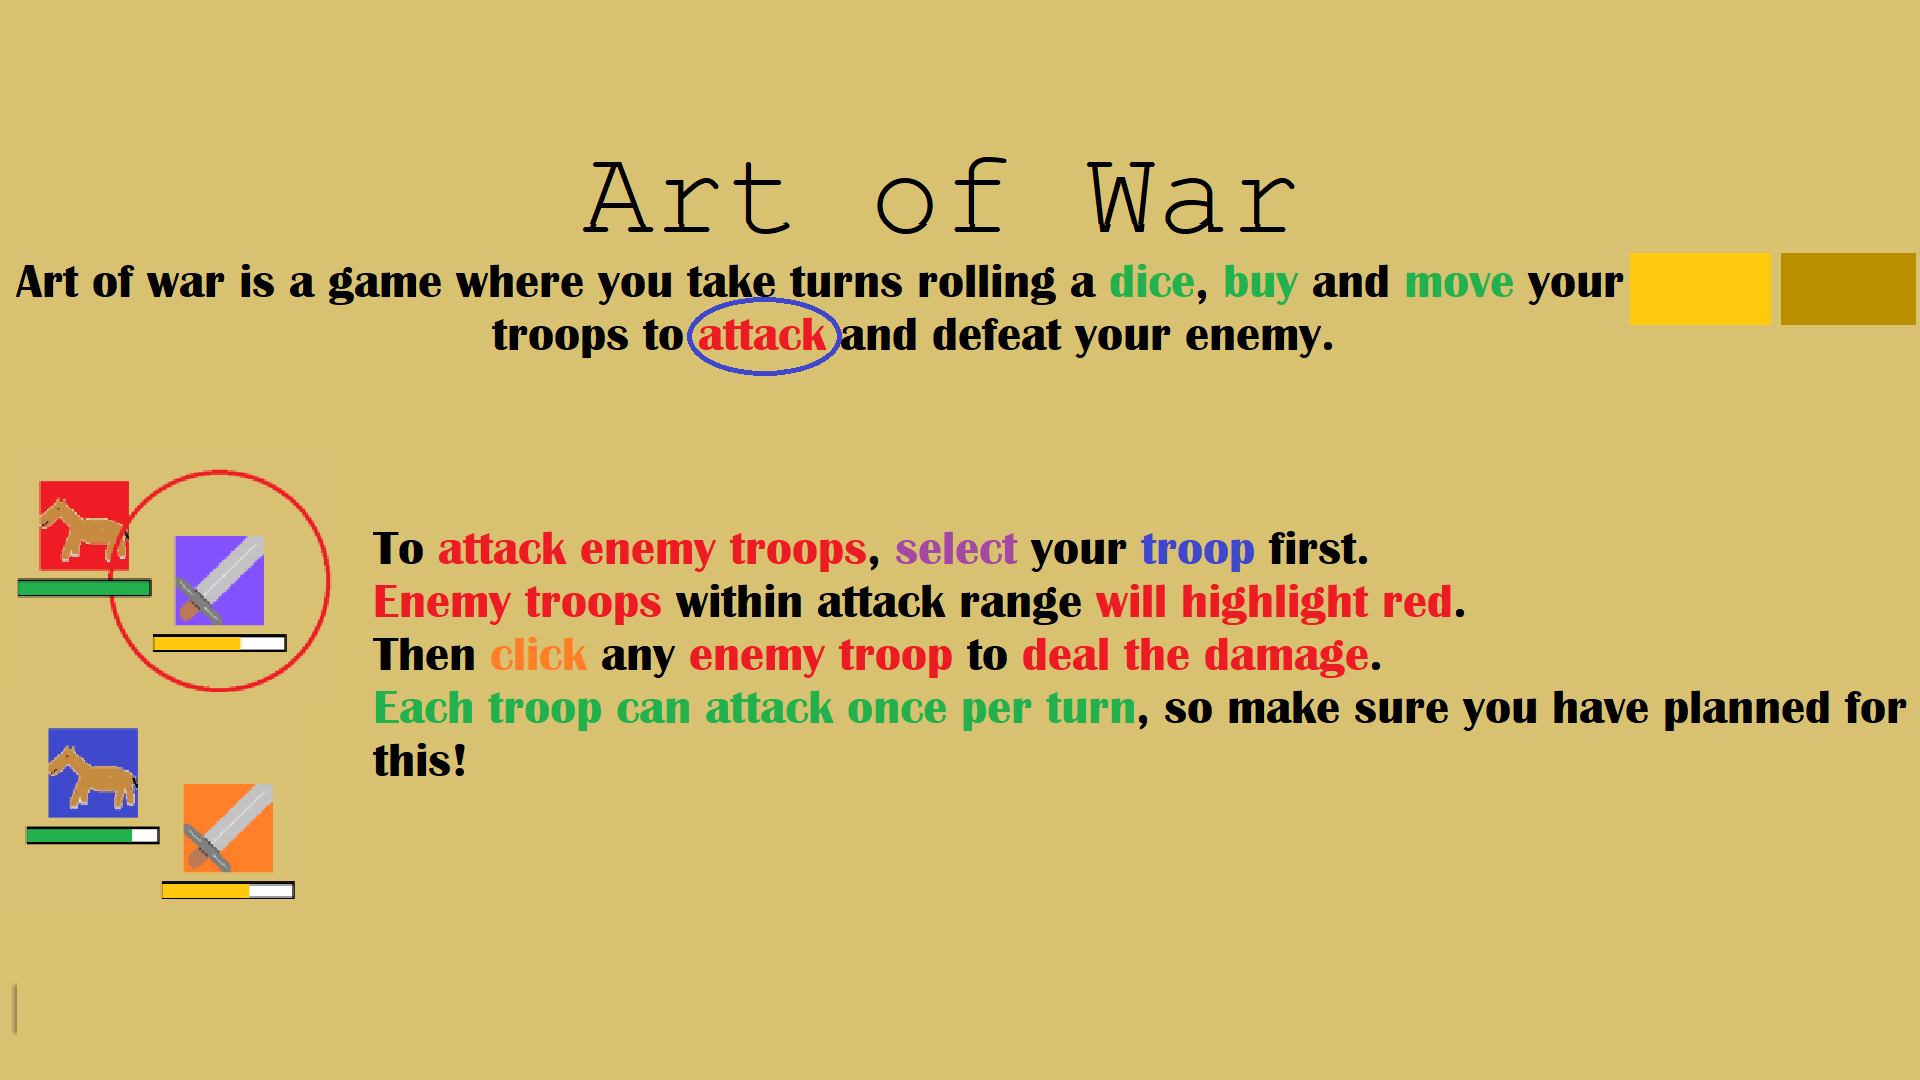 Art of War
Art of war is a game where you take turns rolling a dice, buy and move your
troops to attack and defeat your enemy.
To attack enemy troops, select your troop first.
Enemy troops within attack range will highlight red.
Then click any enemy troop to deal the damage.
Each troop can attack once per turn, so make sure you have planned for
this!